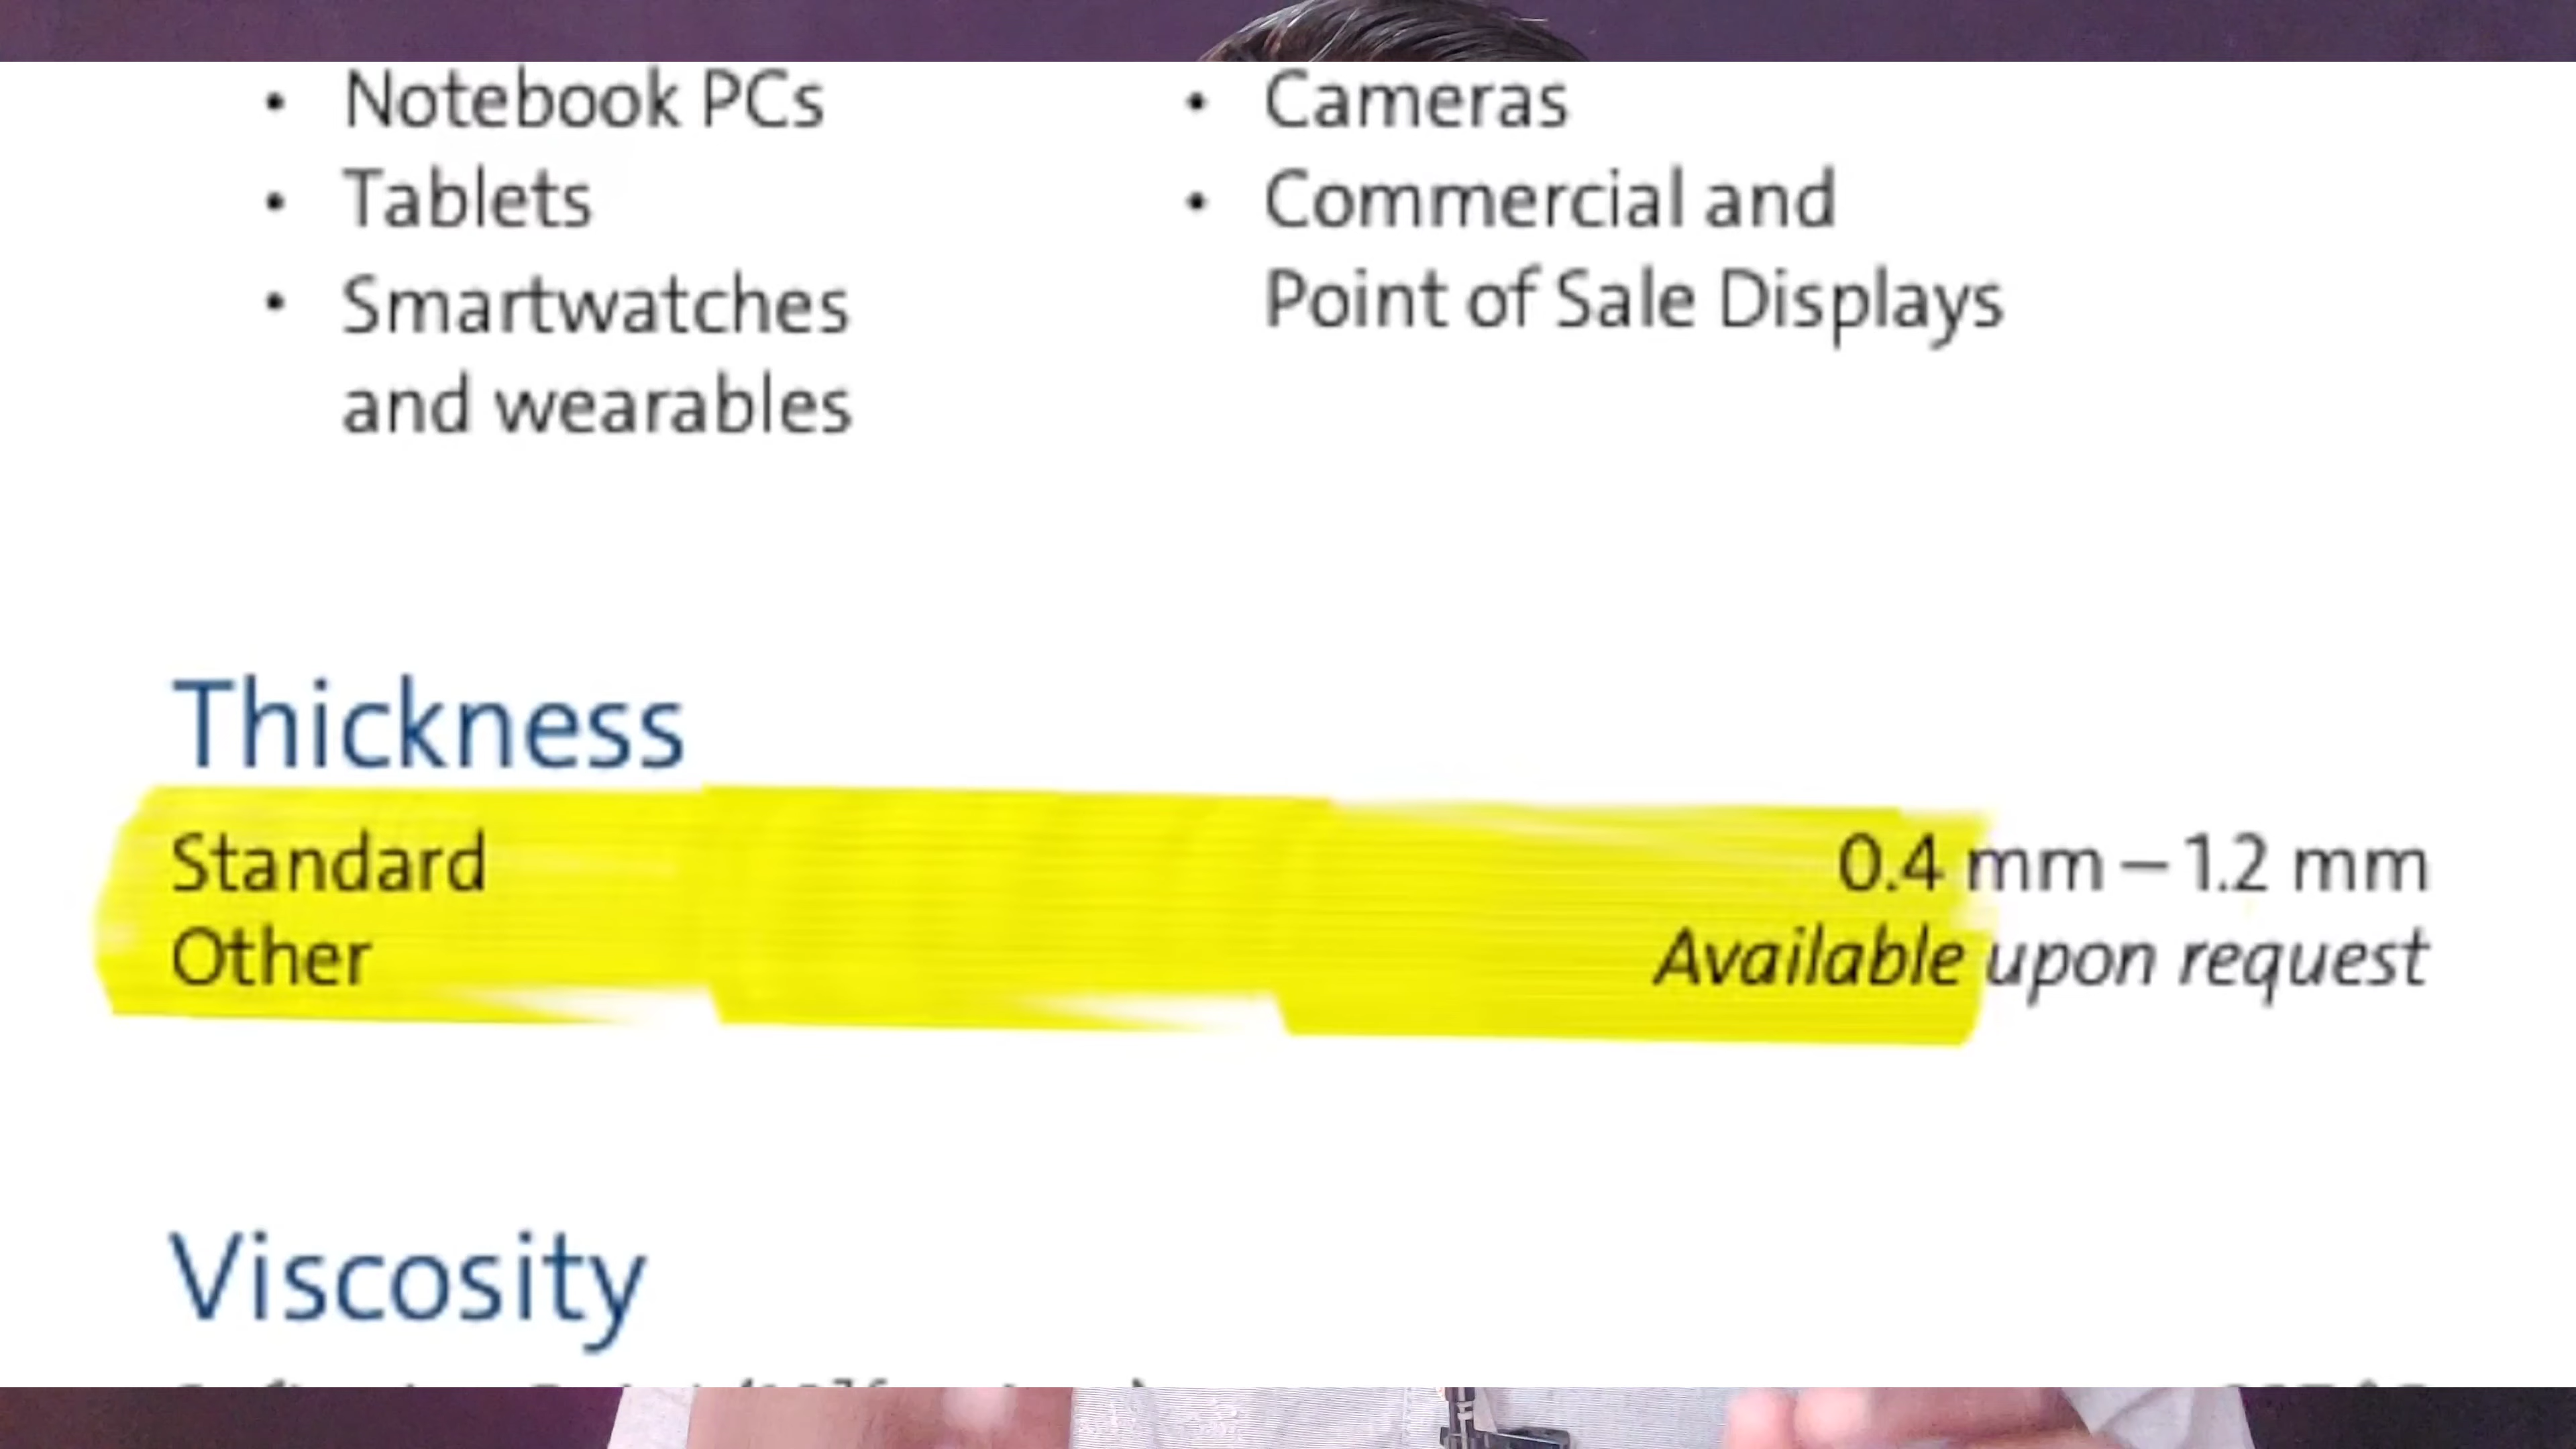 Notebook PCs
Tablets
Smartwatches
and wearables
Cameras
Commercial and
Point of Sale Displays
Thickness
Standard 0.4 mm – 1.2 mm
Other Available upon request
Viscosity